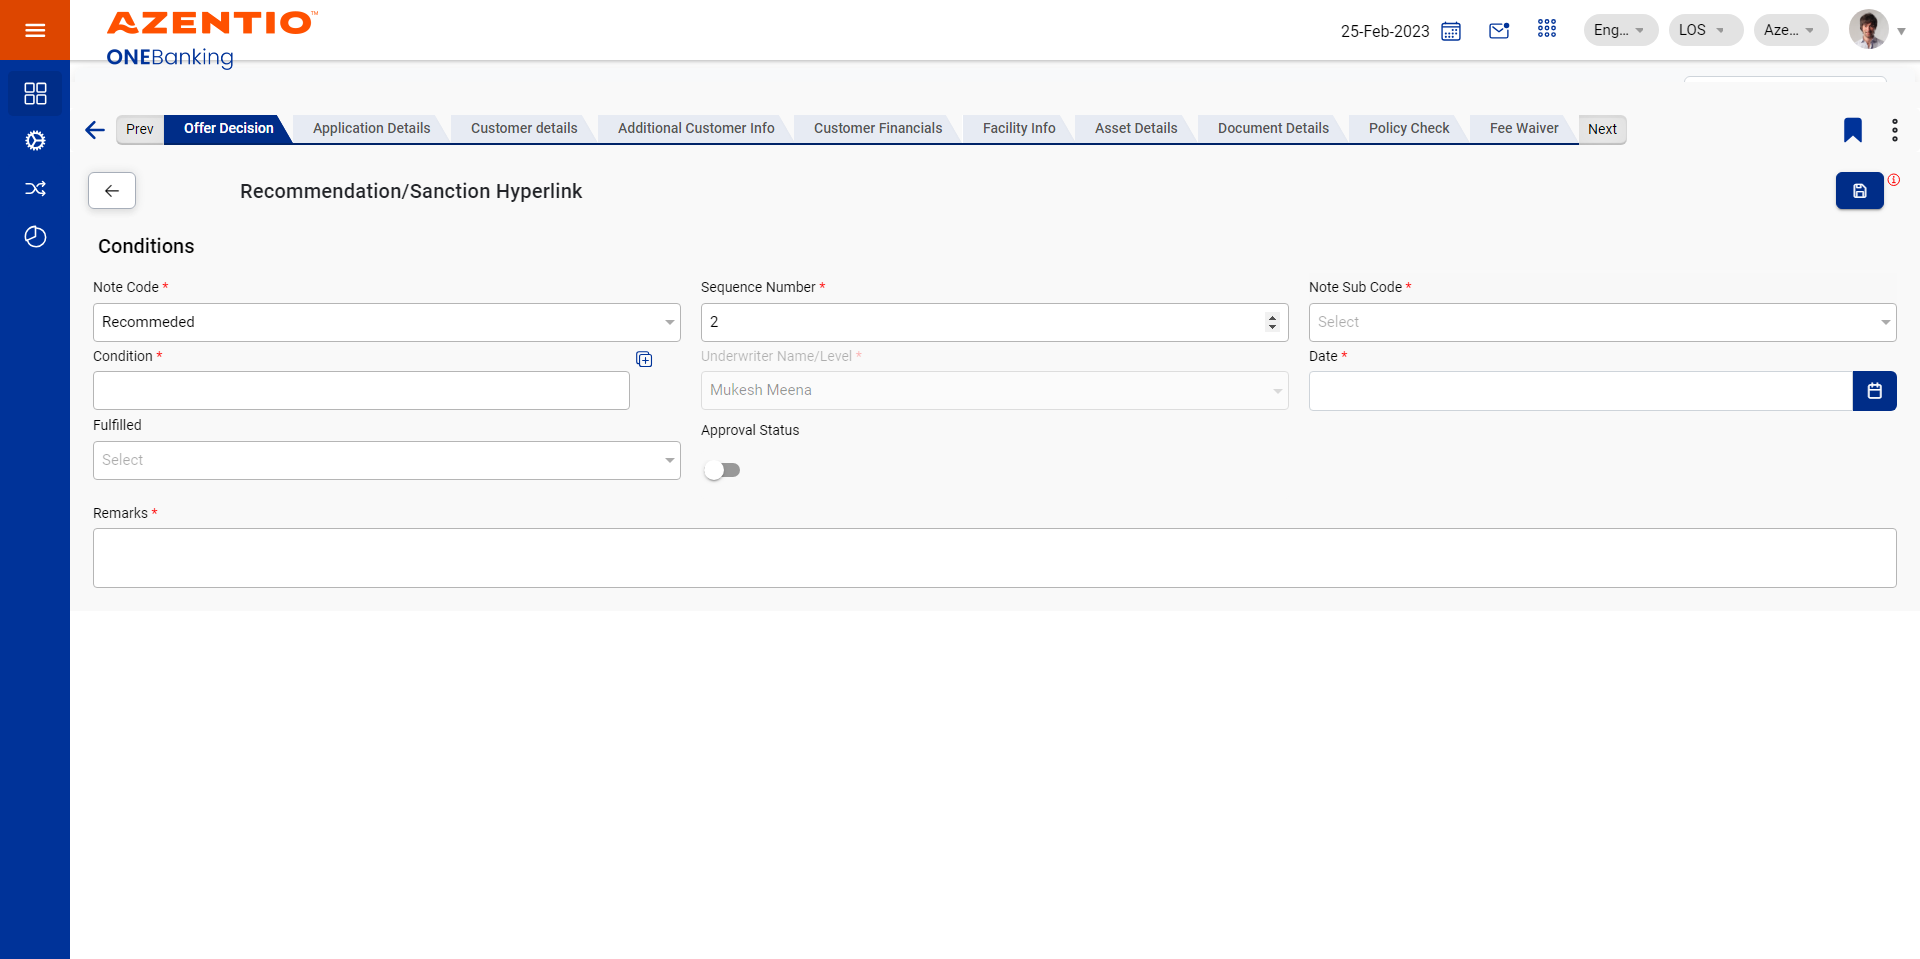 AZENTIO™
ONEBanking
25-Feb-2023
Eng...
LOS
Aze...
Prev
Offer Decision
Application Details
Customer details
Additional Customer Info
Customer Financials
Facility Info
Asset Details
Document Details
Policy Check
Fee Waiver
Next
Recommendation/Sanction Hyperlink
Conditions
Note Code *
Sequence Number *
Note Sub Code *
Recommeded
2
Select
Condition *
Underwriter Name/Level *
Date *
Mukesh Meena
Fulfilled
Approval Status
Select
Remarks *